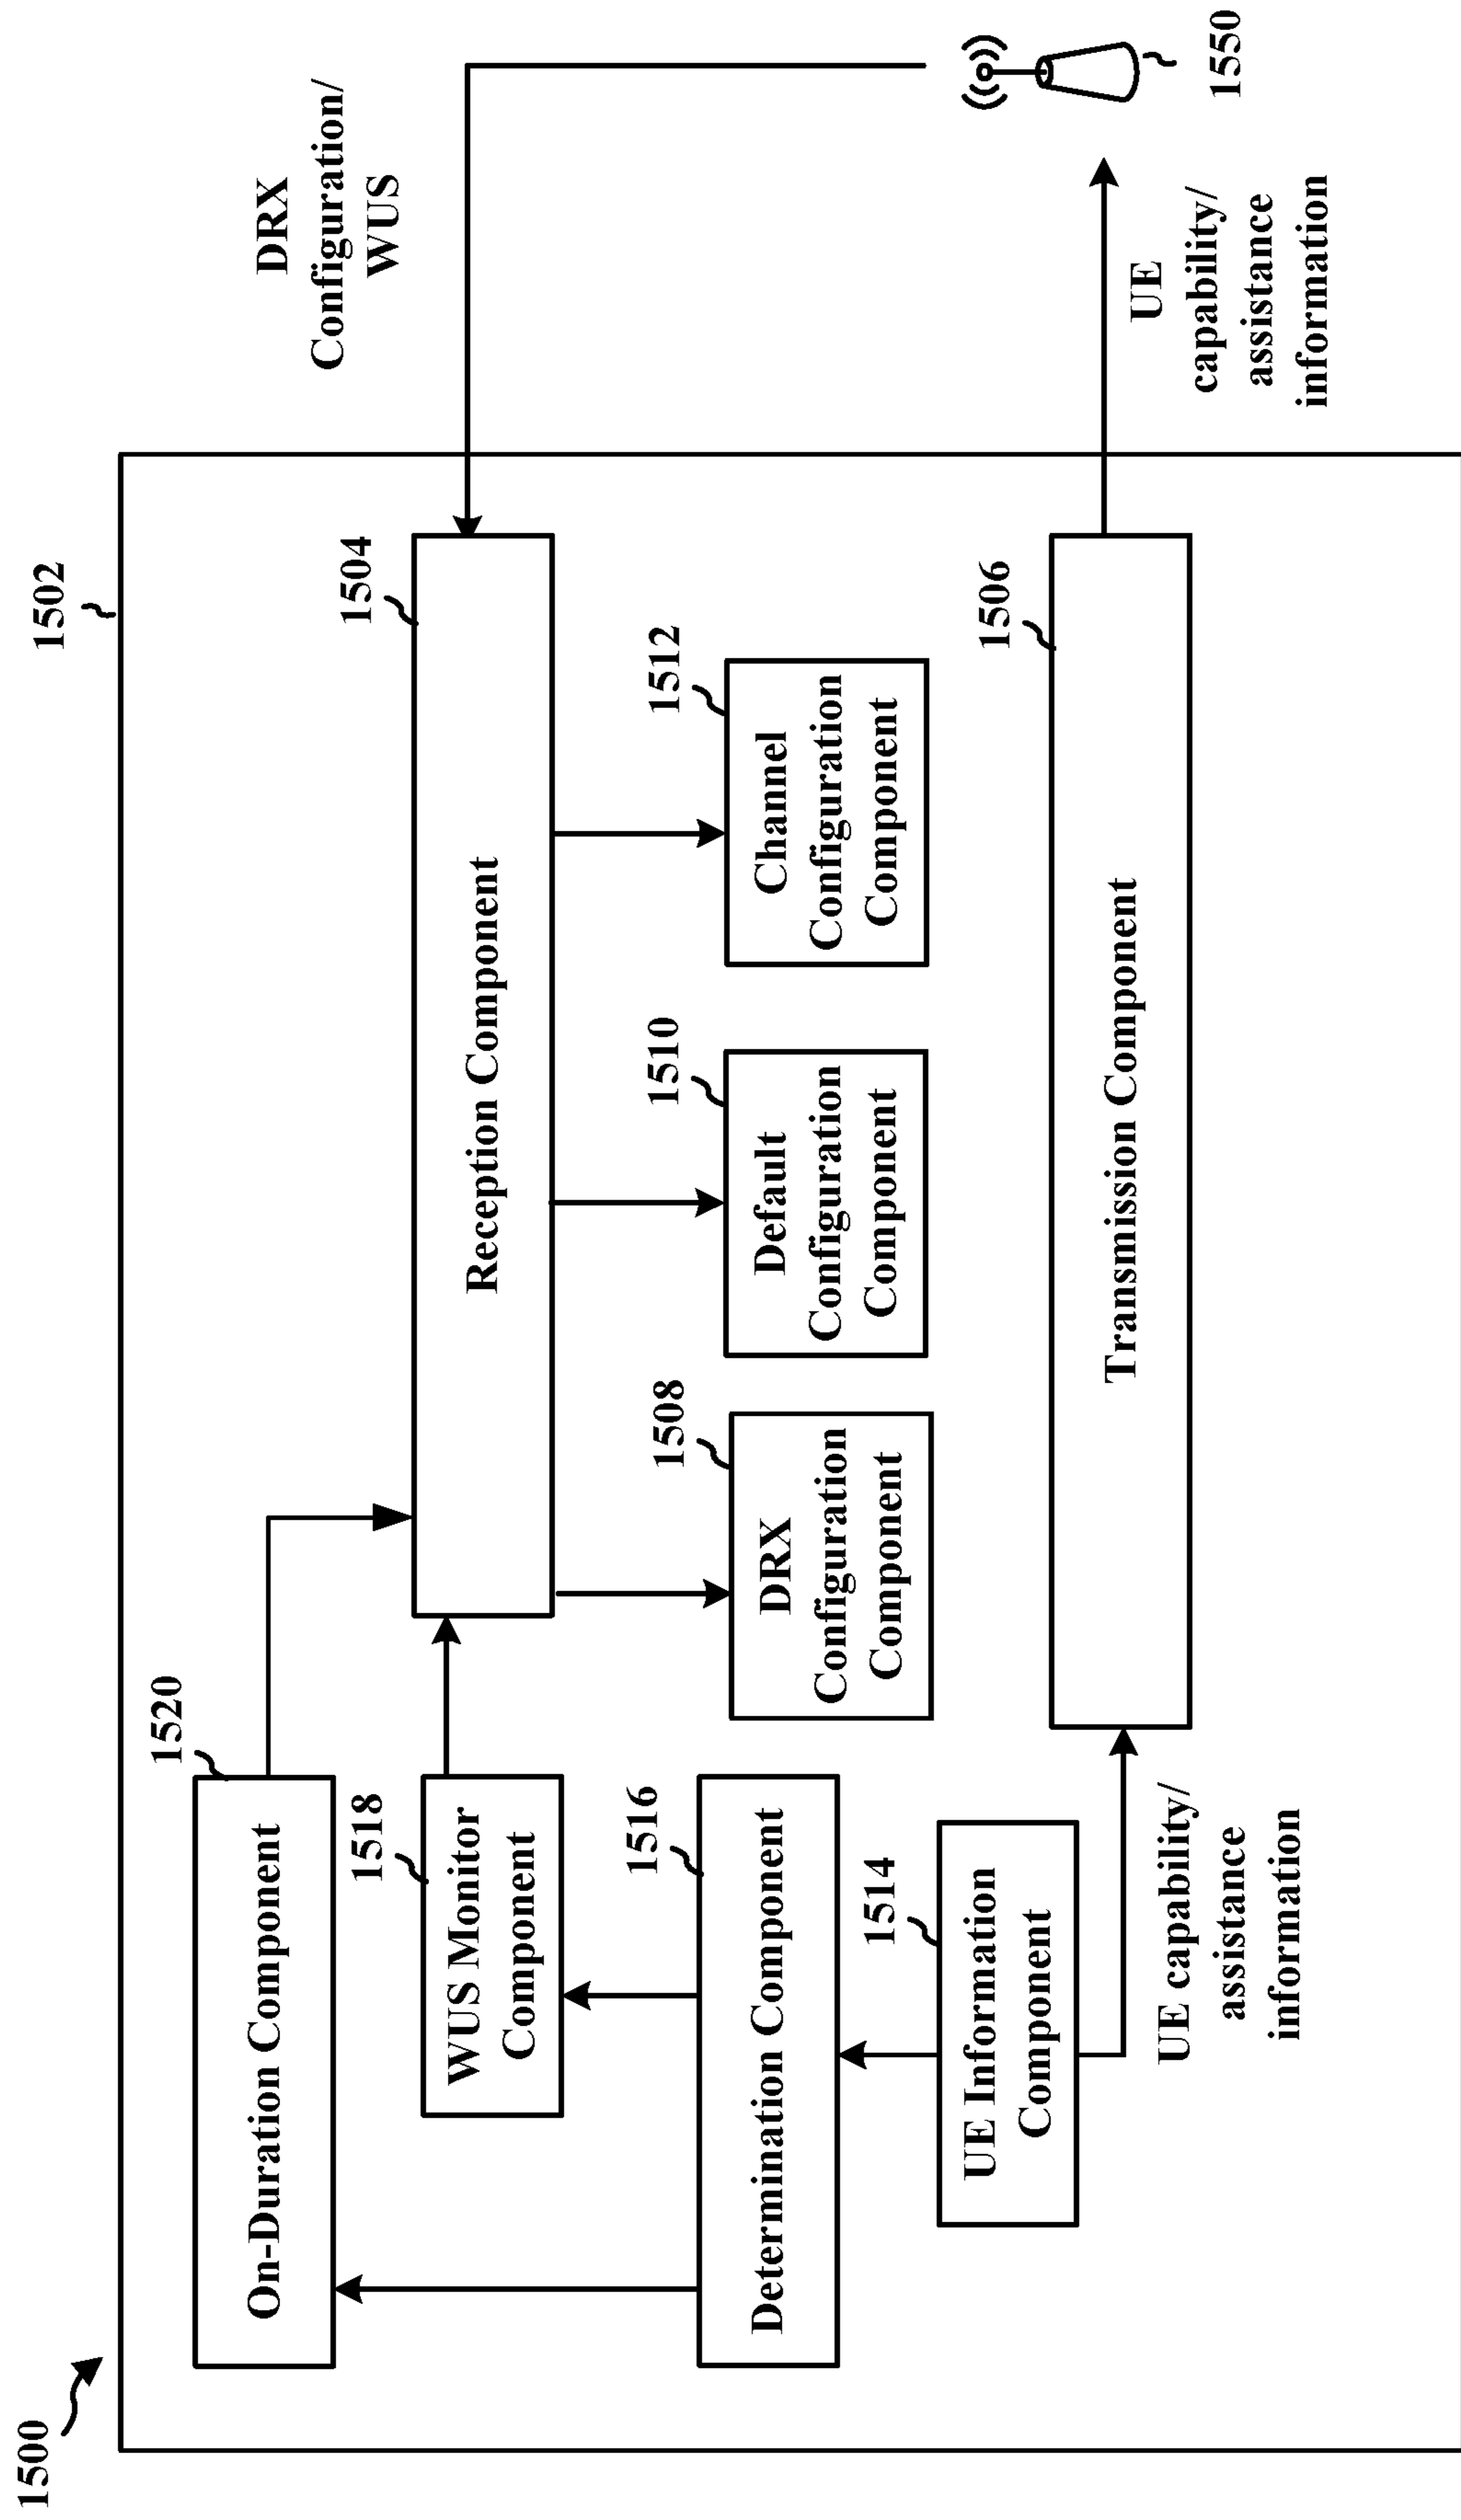 1500
1502
1520
On-Duration Component
DRX
Configuration/
WUS
1518
WUS Monitor
Component
1504
Reception Component
1516
Determination Component
1508
DRX
Configuration
Component
1510
Default
Configuration
Component
1512
Channel
Configuration
Component
1514
UE Information
Component
1506
Transmission Component
1550
UE capability/
assistance
information
UE
capability/
assistance
information